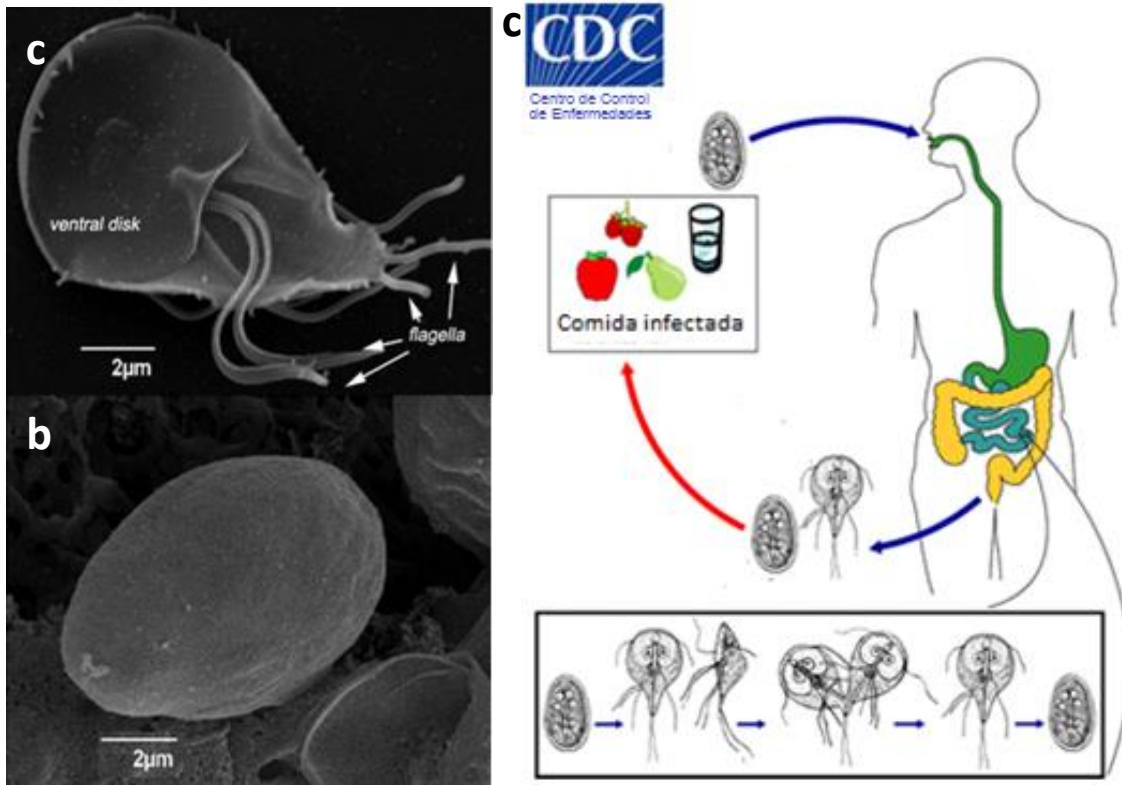 c
ventral disk
flagella
2µm
b
2µm
c
CDC
Centro de Control
de Enfermedades
Comida infectada